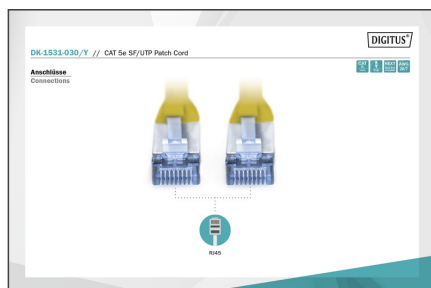 DIGITUS®
DK-1531-030/Y // CAT 5e SF/UTP Patch Cord
Anschlüsse
Connections
RJ45